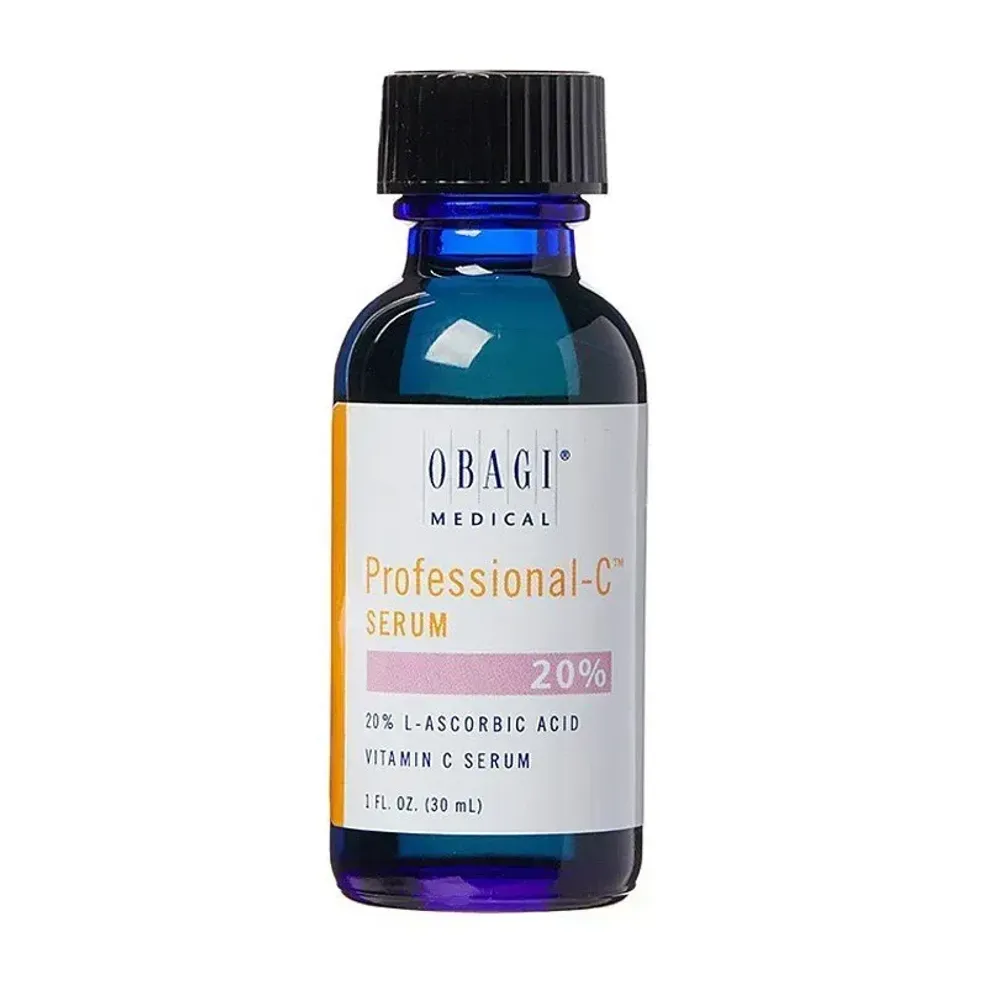 OBAGI®
MEDICAL
Professional-C™
SERUM
20%
20% L-ASCORBIC ACID
VITAMIN C SERUM
1 FL. OZ. (30 mL)